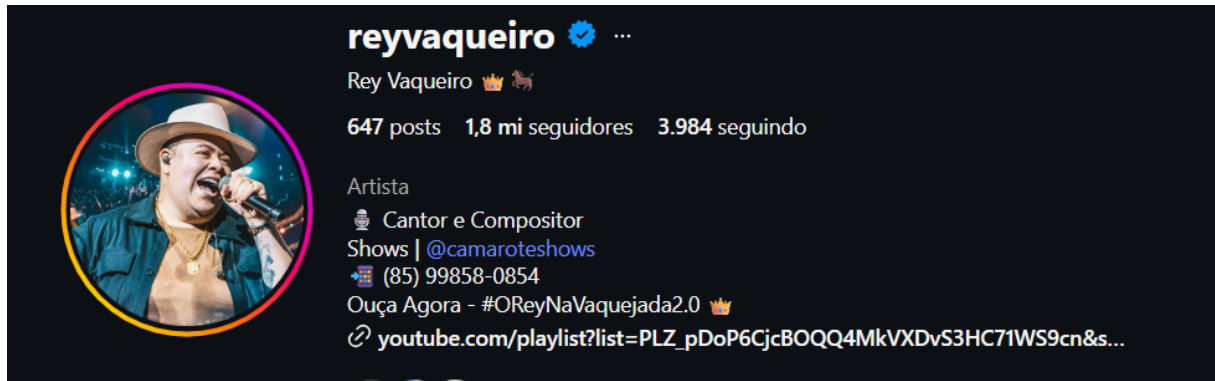 reyvaqueiro ...
Rey Vaqueiro 👑🐎
647 posts 1,8 mi seguidores 3.984 seguindo
Artista
🎙️ Cantor e Compositor
Shows | @camaroteshows
📲 (85) 99858-0854
Ouça Agora - #OReyNaVaquejada2.0 👑
youtube.com/playlist?list=PLZ_pDoP6CjcBOQQ4MkVXDvS3HC71WS9cn&s...